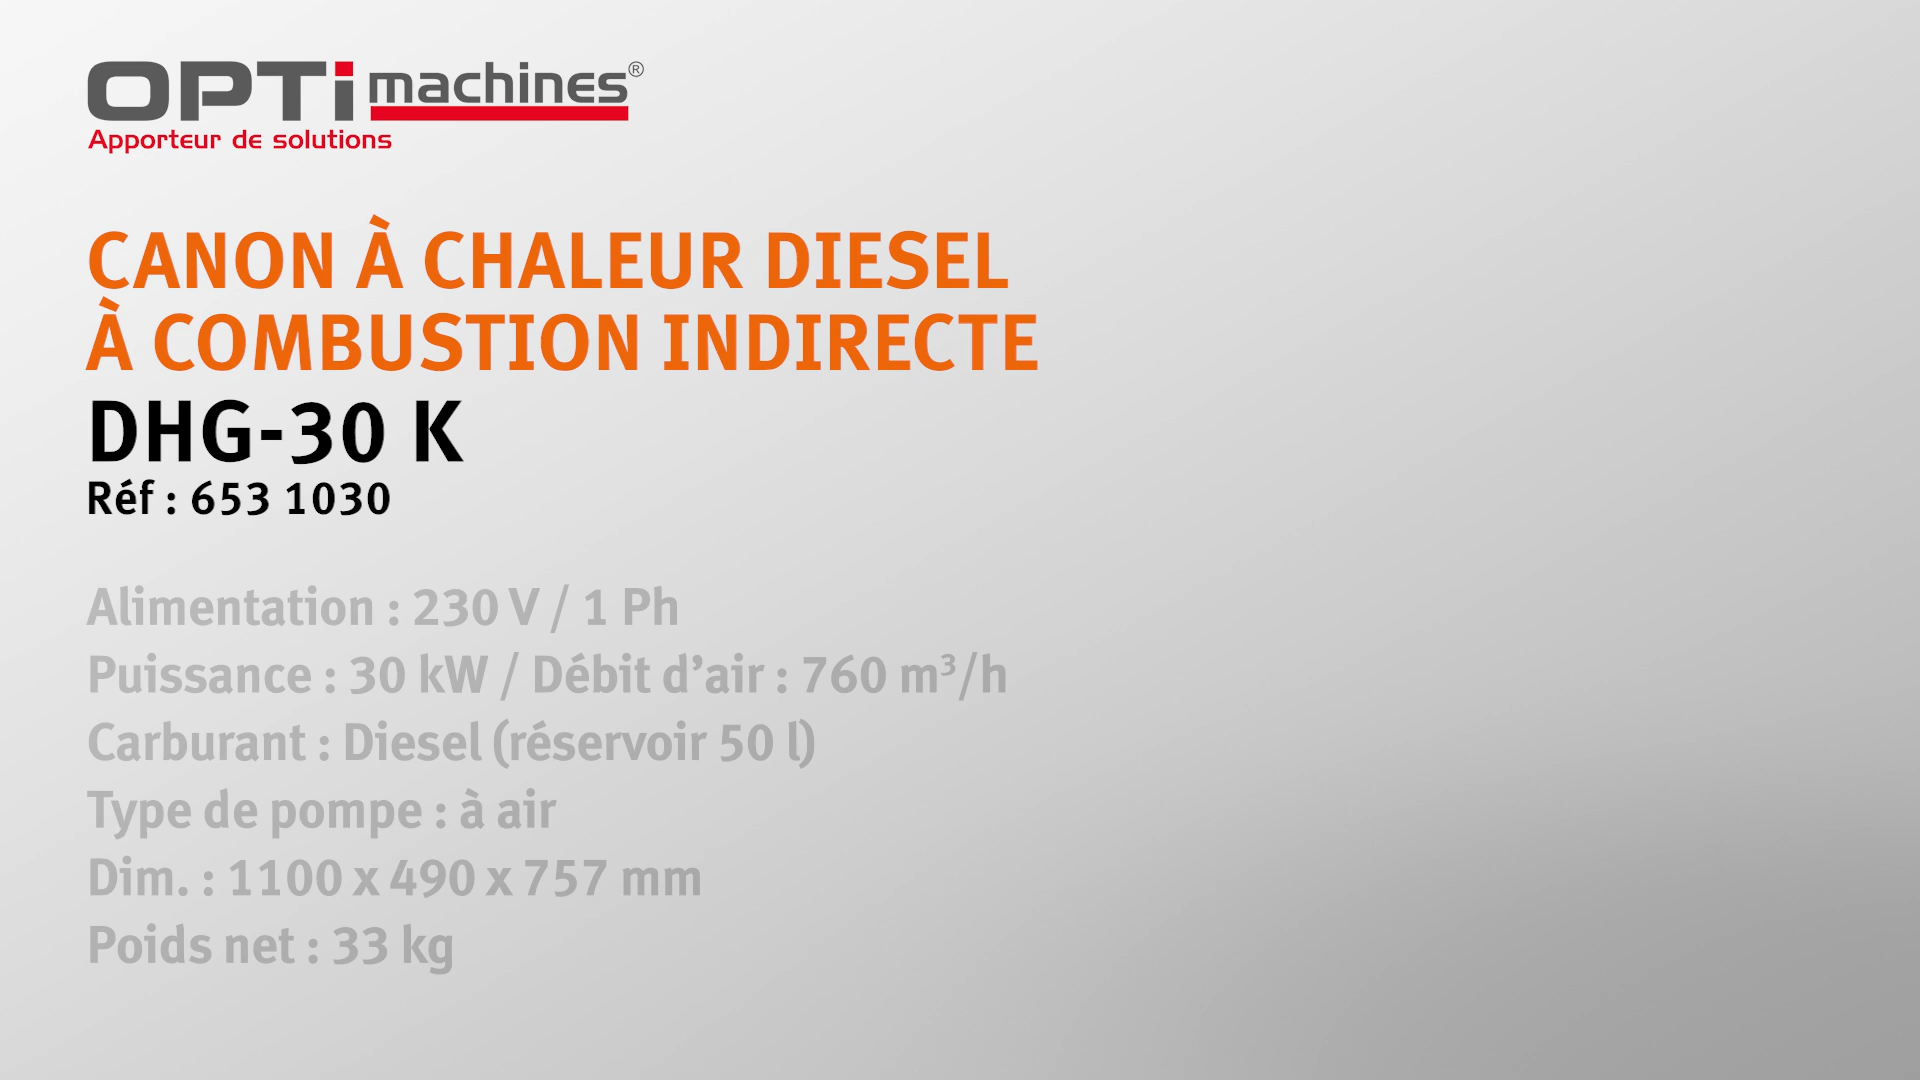 OPTimachines®
Apporteur de solutions
CANON À CHALEUR DIESEL
À COMBUSTION INDIRECTE
DHG-30 K
Réf : 653 1030
Alimentation : 230 V / 1 Ph
Puissance : 30 kW / Débit d’air : 760 m³/h
Carburant : Diesel (réservoir 50 l)
Type de pompe : à air
Dim. : 1100 x 490 x 757 mm
Poids net : 33 kg